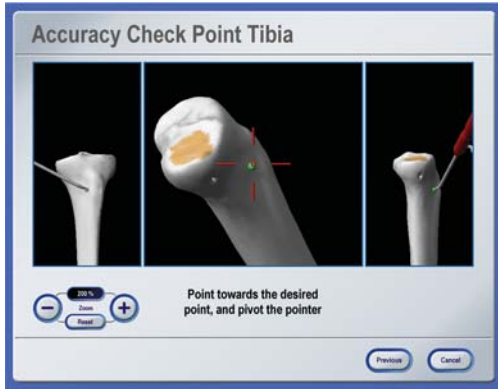 Accuracy Check Point Tibia
200 %
Zoom
Reset
Point towards the desired
point, and pivot the pointer
Previous
Cancel